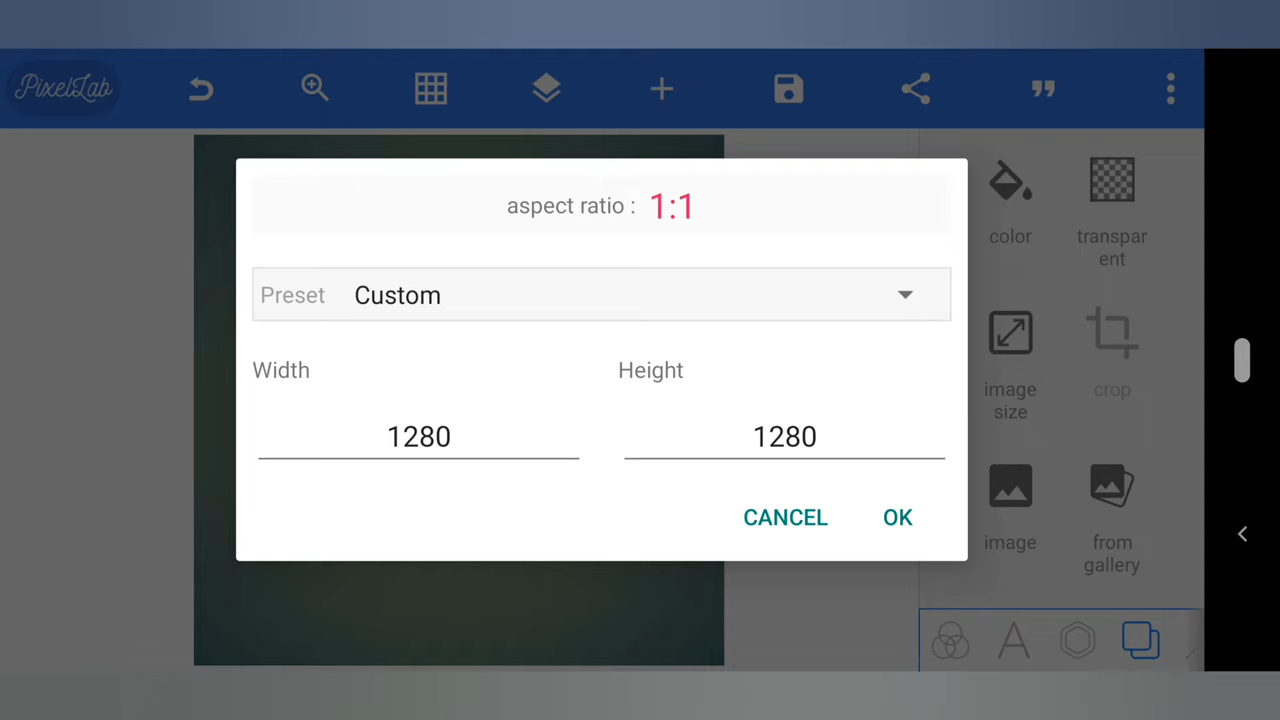 PixelLab
aspect ratio : 1:1
Preset Custom
Width Height
1280 1280
CANCEL OK
color
transpar
ent
image
size
crop
image
from
gallery